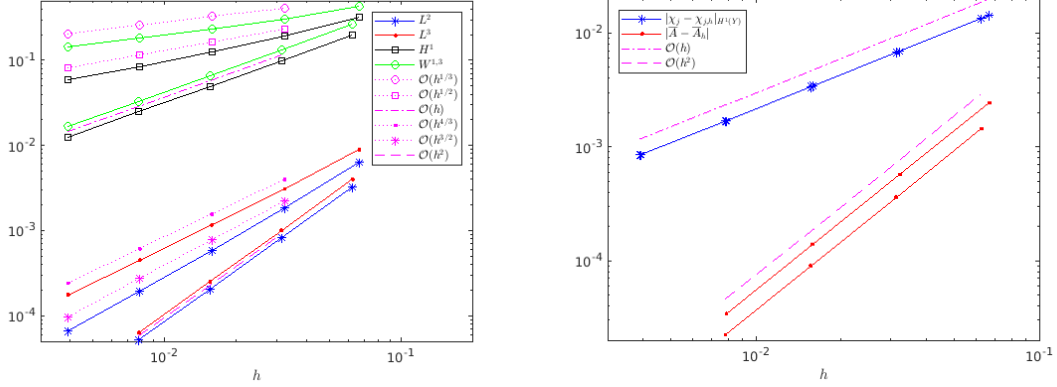 10^{-1}
10^{-2}
10^{-3}
10^{-4}
L^2
L^3
H^1
W^{1,3}
O(h^{1/3})
O(h^{1/2})
O(h)
O(h^{4/3})
O(h^{3/2})
O(h^2)
10^{-2}
10^{-1}
h
10^{-2}
10^{-3}
10^{-4}
|χ_j − χ_{jh}|_{H^1(Y)}
|A̅ − A̅_h|
O(h)
O(h^2)
10^{-2}
10^{-1}
h